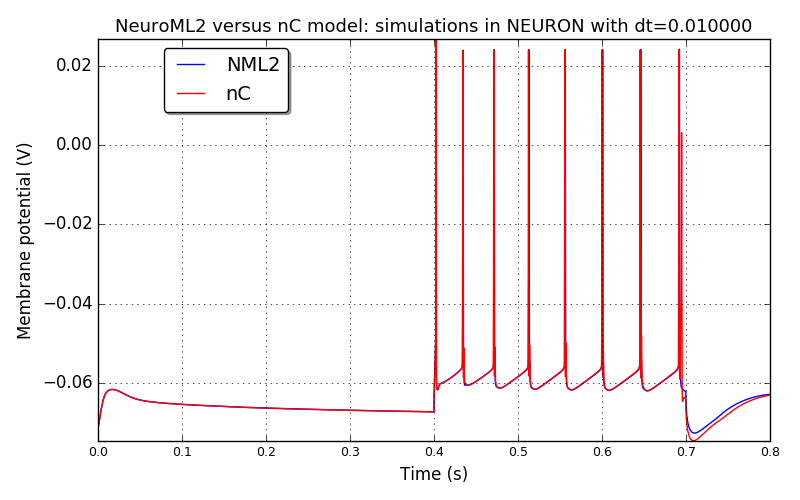 NeuroML2 versus nC model: simulations in NEURON with dt=0.010000
NML2
nC
0.02
0.00
−0.02
−0.04
−0.06
Membrane potential (V)
0.0 0.1 0.2 0.3 0.4 0.5 0.6 0.7 0.8
Time (s)